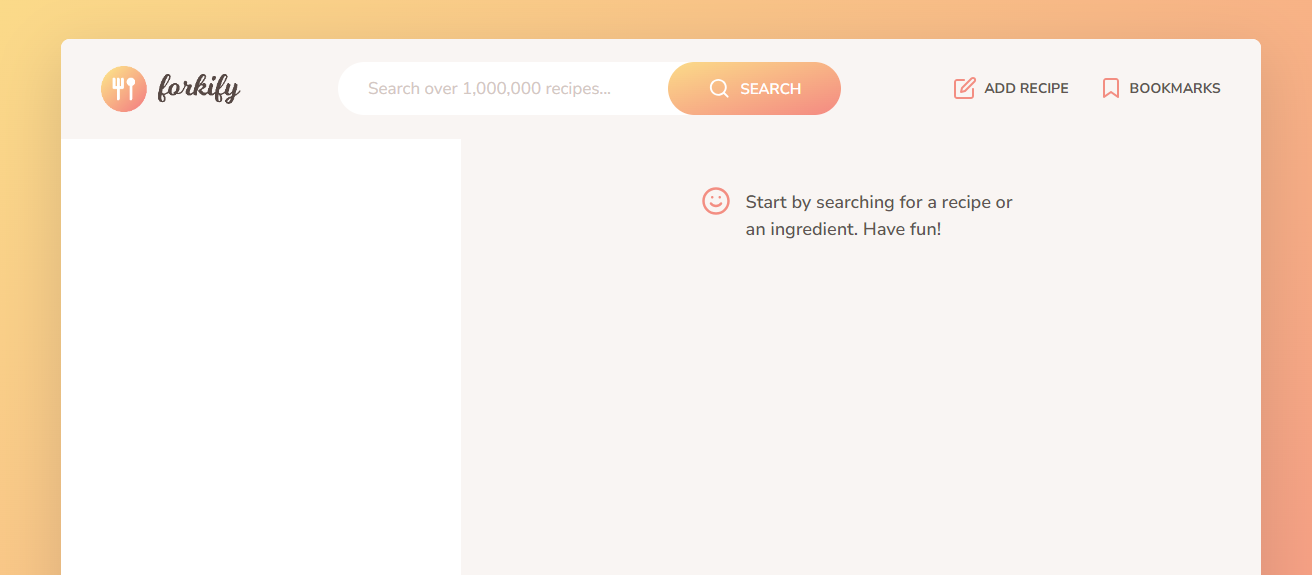 forkify
Search over 1,000,000 recipes...
SEARCH
ADD RECIPE
BOOKMARKS
Start by searching for a recipe or
an ingredient. Have fun!